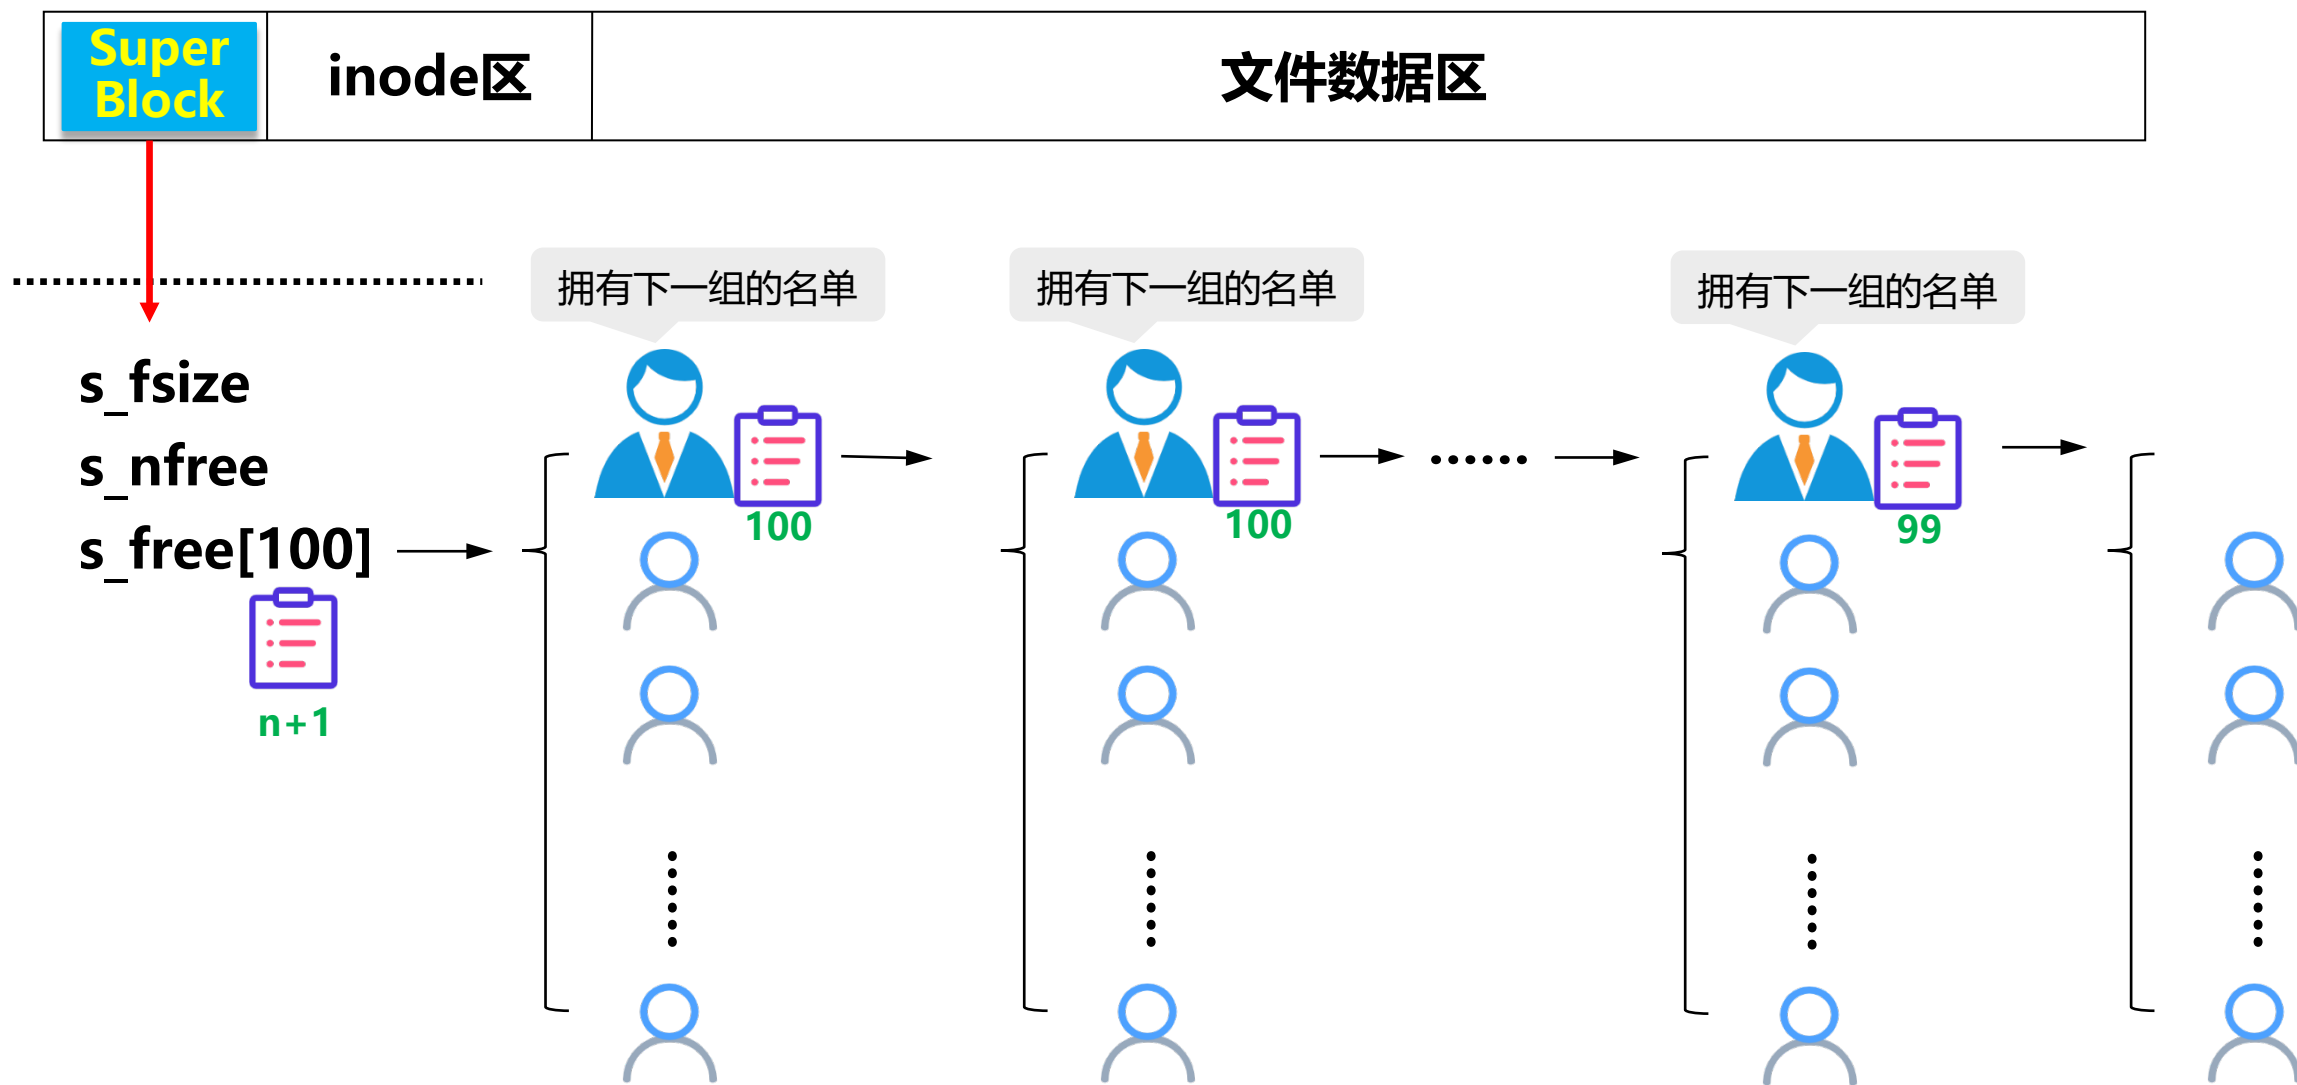 Super
Block
inode区
文件数据区
拥有下一组的名单
拥有下一组的名单
拥有下一组的名单
s_fsize
s_nfree
s_free[100]
n+1
100
100
99